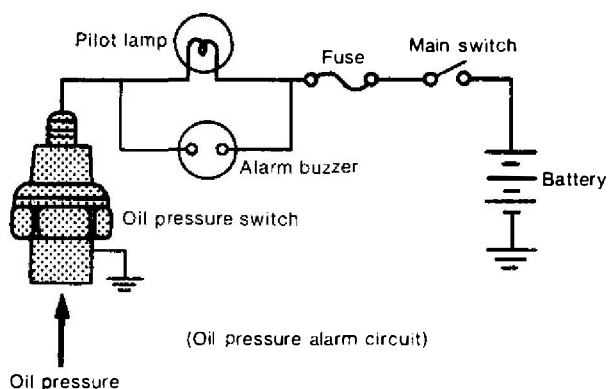 Pilot lamp
Fuse
Main switch
Alarm buzzer
Battery
Oil pressure switch
(Oil pressure alarm circuit)
Oil pressure